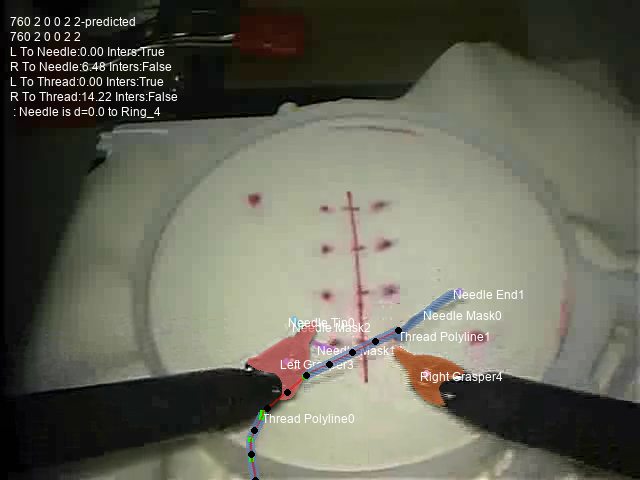 760 2 0 0 2 2-predicted
760 2 0 0 2 2
L To Needle:0.00 Inters:True
R To Needle:6.48 Inters:False
L To Thread:0.00 Inters:True
R To Thread:14.22 Inters:False
: Needle is d=0.0 to Ring_4
Needle End1
Needle Mask0
Needle Tip0
Needle Mask2
Thread Polyline1
Needle Mask1
Left Grasper3
Right Grasper4
Thread Polyline0